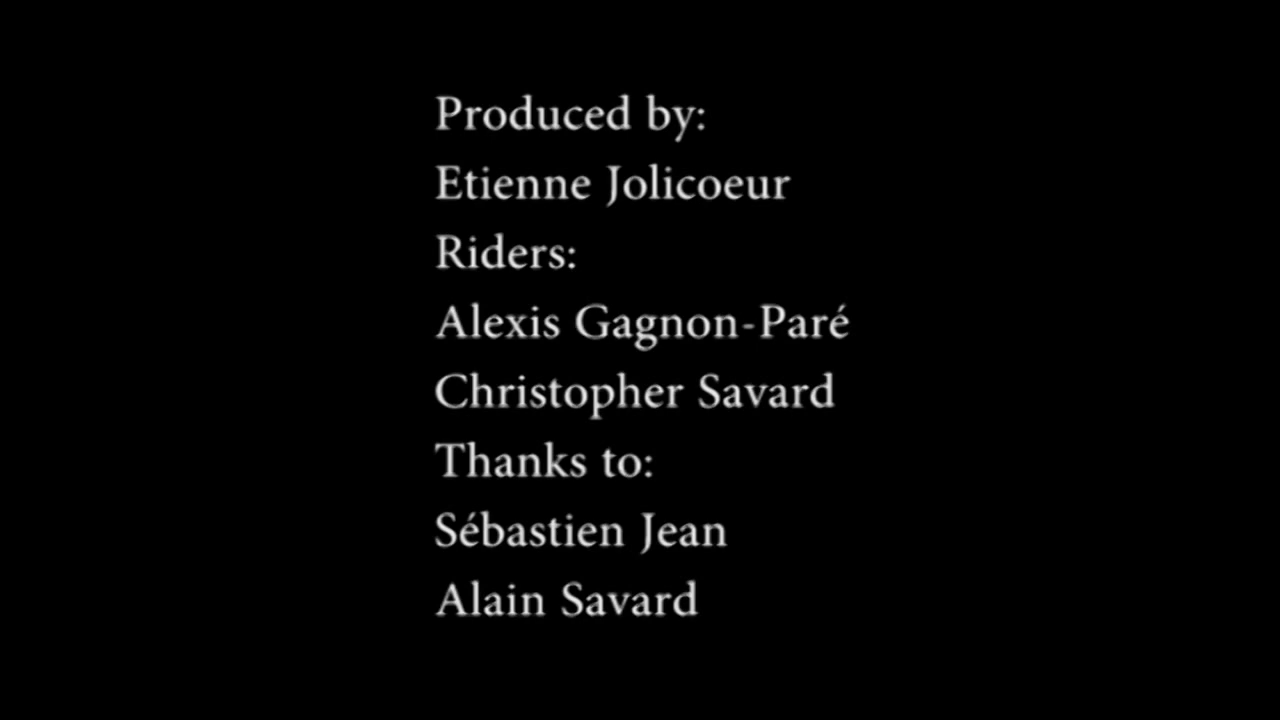 Produced by:
Etienne Jolicoeur
Riders:
Alexis Gagnon-Paré
Christopher Savard
Thanks to:
Sébastien Jean
Alain Savard